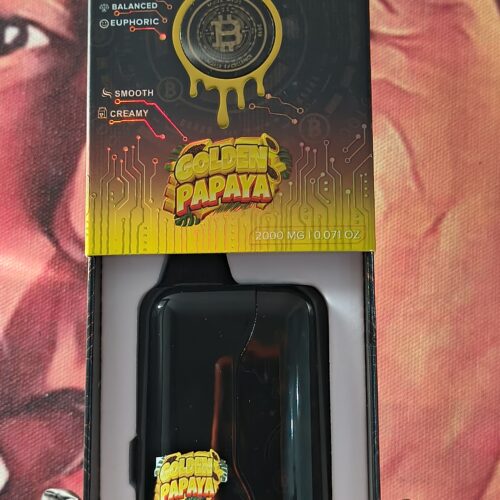 BALANCED
EUPHORIC
SMOOTH
CREAMY
GOLDEN
PAPAYA
2000 MG | 0.071 OZ
GOLDEN
PAPAYA